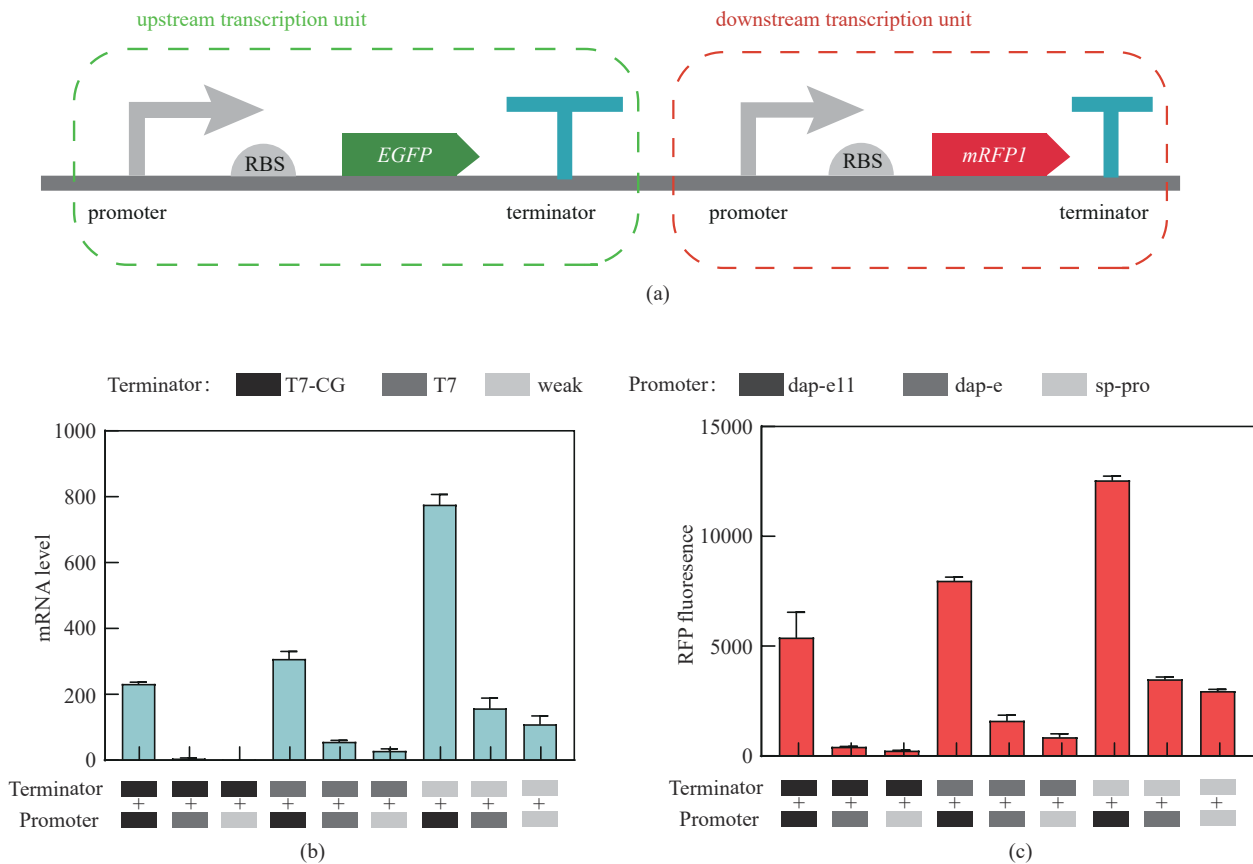 upstream transcription unit
downstream transcription unit
RBS
EGFP
RBS
mRFP1
promoter
terminator
promoter
terminator
(a)
Terminator: T7-CG T7 weak
Promoter: dap-e11 dap-e sp-pro
1000
800
600
400
200
0
mRNA level
Terminator
+ + + + + + + + +
Promoter
(b)
15000
10000
5000
0
RFP fluoresence
Terminator
+ + + + + + + + +
Promoter
(c)